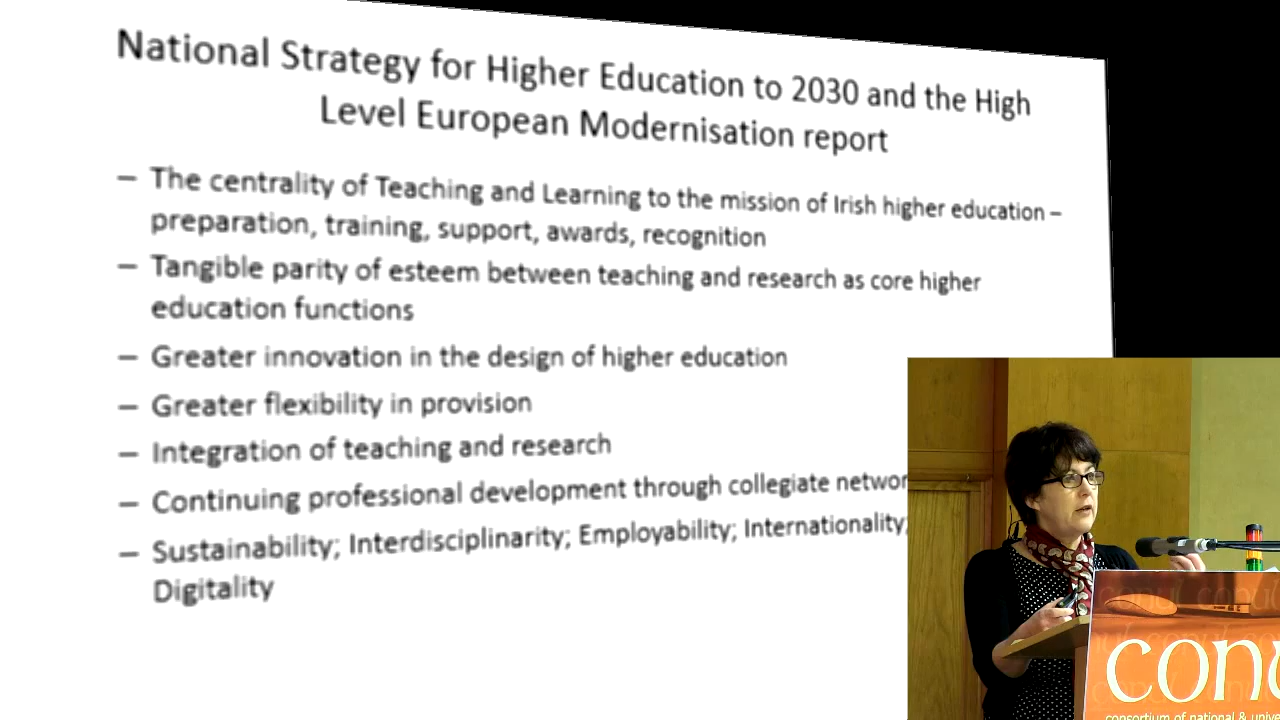 National Strategy for Higher Education to 2030 and the High
Level European Modernisation report
– The centrality of Teaching and Learning to the mission of Irish higher education –
preparation, training, support, awards, recognition
– Tangible parity of esteem between teaching and research as core higher
education functions
– Greater innovation in the design of higher education
– Greater flexibility in provision
– Integration of teaching and research
– Continuing professional development through collegiate networ
– Sustainability; Interdisciplinarity; Employability; Internationality;
Digitality
conu
consortium of national & unive